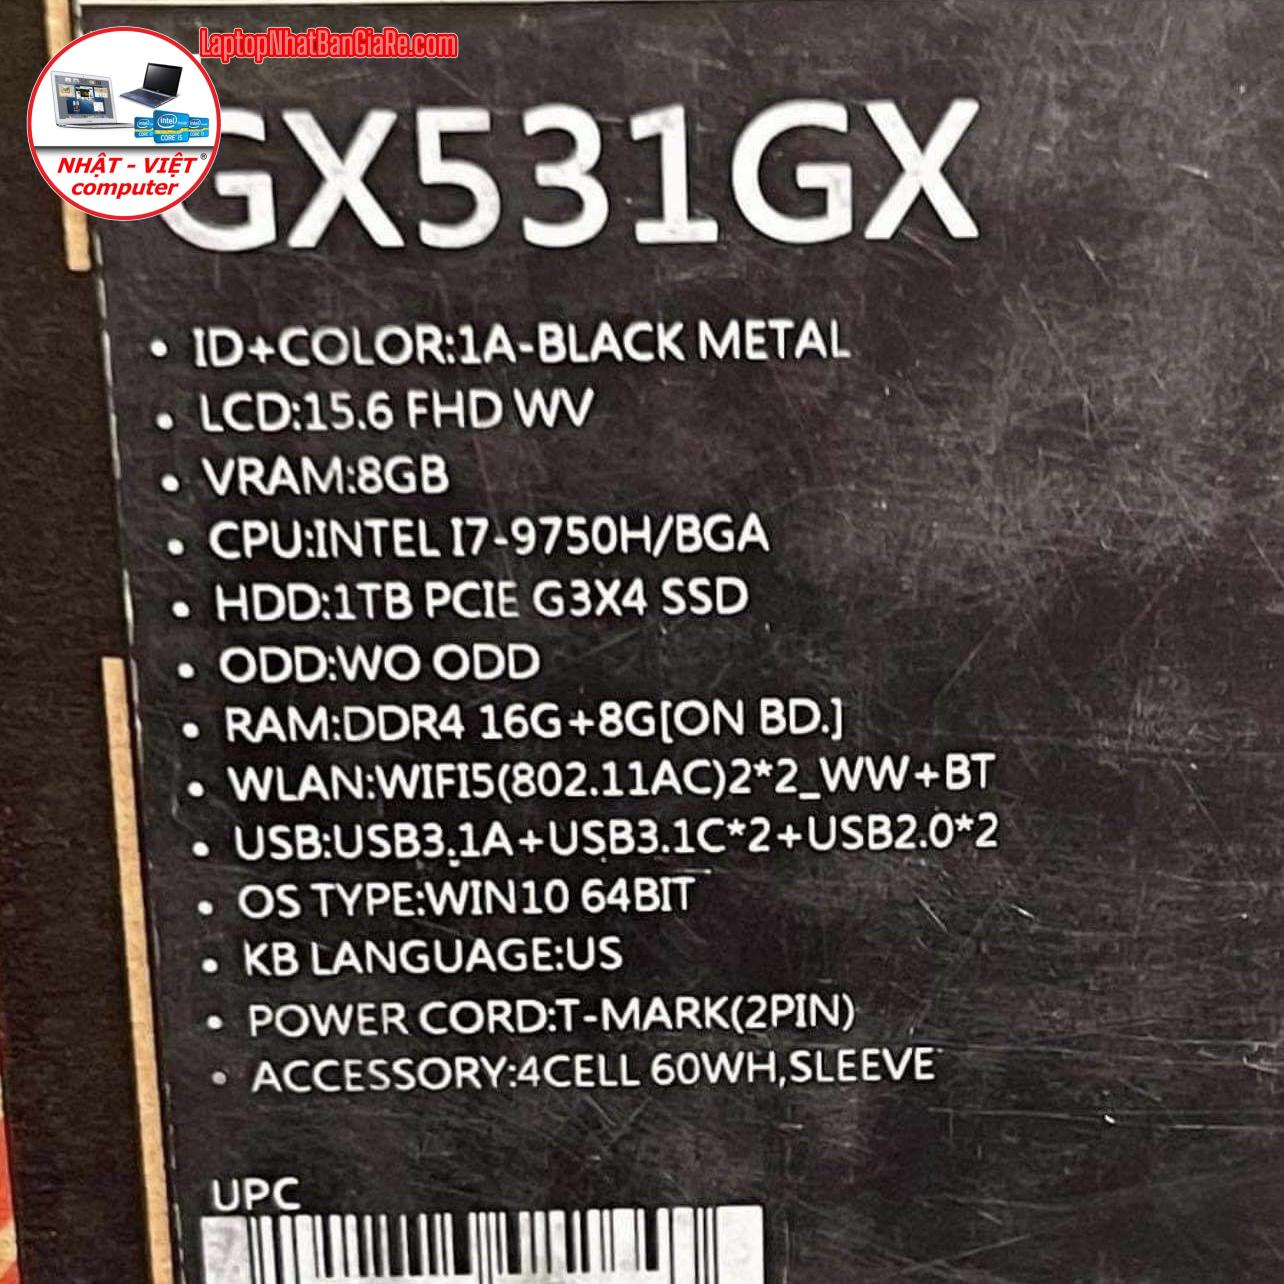 LaptopNhatBanGiaRe.com
intel
CORE i5
NHẬT - VIỆT®
computer
GX531GX
• ID+COLOR:1A-BLACK METAL
• LCD:15.6 FHD WV
• VRAM:8GB
• CPU:INTEL I7-9750H/BGA
• HDD:1TB PCIE G3X4 SSD
• ODD:WO ODD
• RAM:DDR4 16G+8G[ON BD.]
• WLAN:WIFI5(802.11AC)2*2_WW+BT
• USB:USB3.1A+USB3.1C*2+USB2.0*2
• OS TYPE:WIN10 64BIT
• KB LANGUAGE:US
• POWER CORD:T-MARK(2PIN)
• ACCESSORY:4CELL 60WH,SLEEVE
UPC